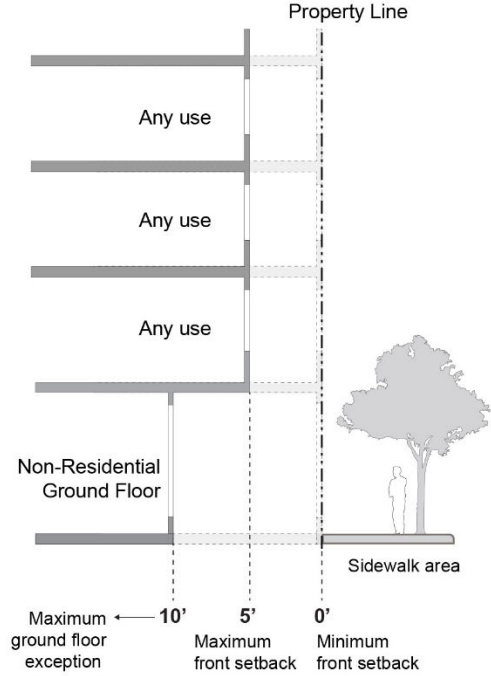 Property Line
Any use
Any use
Any use
Non-Residential
Ground Floor
Sidewalk area
10’
5’
0’
Maximum
ground floor
exception
Maximum
front setback
Minimum
front setback